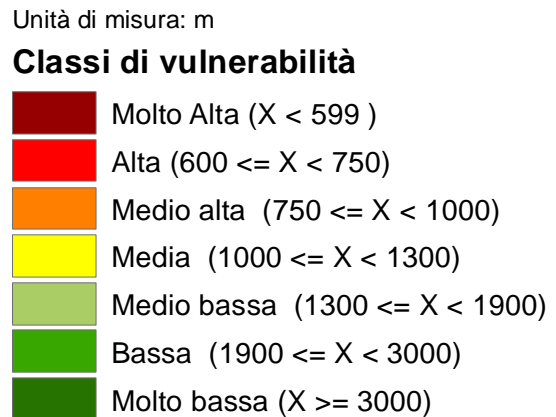 Unità di misura: m
Classi di vulnerabilità
Molto Alta (X < 599 )
Alta (600 <= X < 750)
Medio alta  (750 <= X < 1000)
Media  (1000 <= X < 1300)
Medio bassa  (1300 <= X < 1900)
Bassa  (1900 <= X < 3000)
Molto bassa (X >= 3000)